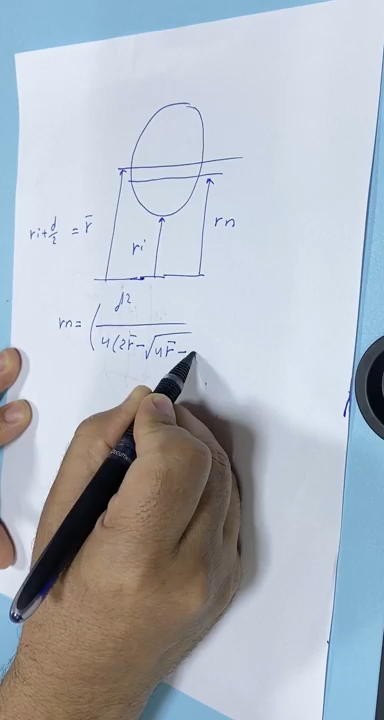 ri+d/2 = r̄
ri
rn
rn= ( d²
4(2r̄-√4r̄-